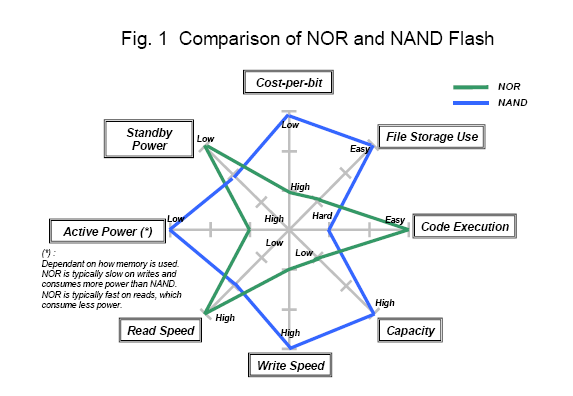 Fig. 1  Comparison of NOR and NAND Flash
Cost-per-bit
NOR
NAND
Standby
Power
Low
Low
File Storage Use
Easy
High
Active Power (*)
Low
High
Hard
Easy
Code Execution
(*) :
Dependant on how memory is used.
NOR is typically slow on writes and
consumes more power than NAND.
NOR is typically fast on reads, which
consume less power.
Low
Low
Read Speed
High
High
High
Capacity
Write Speed